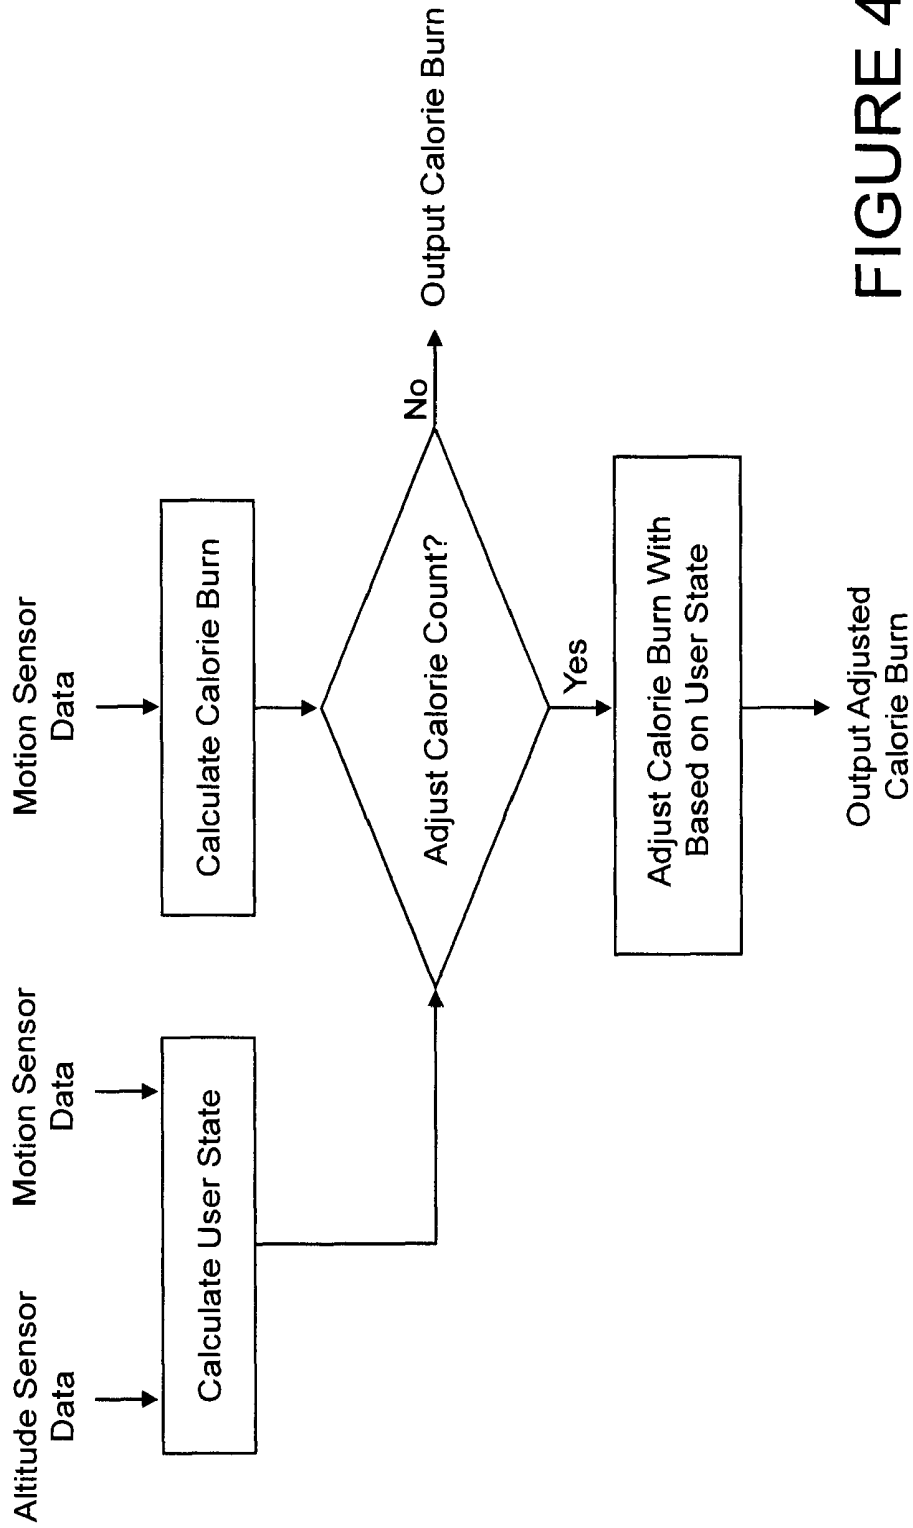 Altitude Sensor
Data
Motion Sensor
Data
Motion Sensor
Data
Calculate User State
Calculate Calorie Burn
Adjust Calorie Count?
No
Output Calorie Burn
Yes
Adjust Calorie Burn With
Based on User State
Output Adjusted
Calorie Burn
FIGURE 4